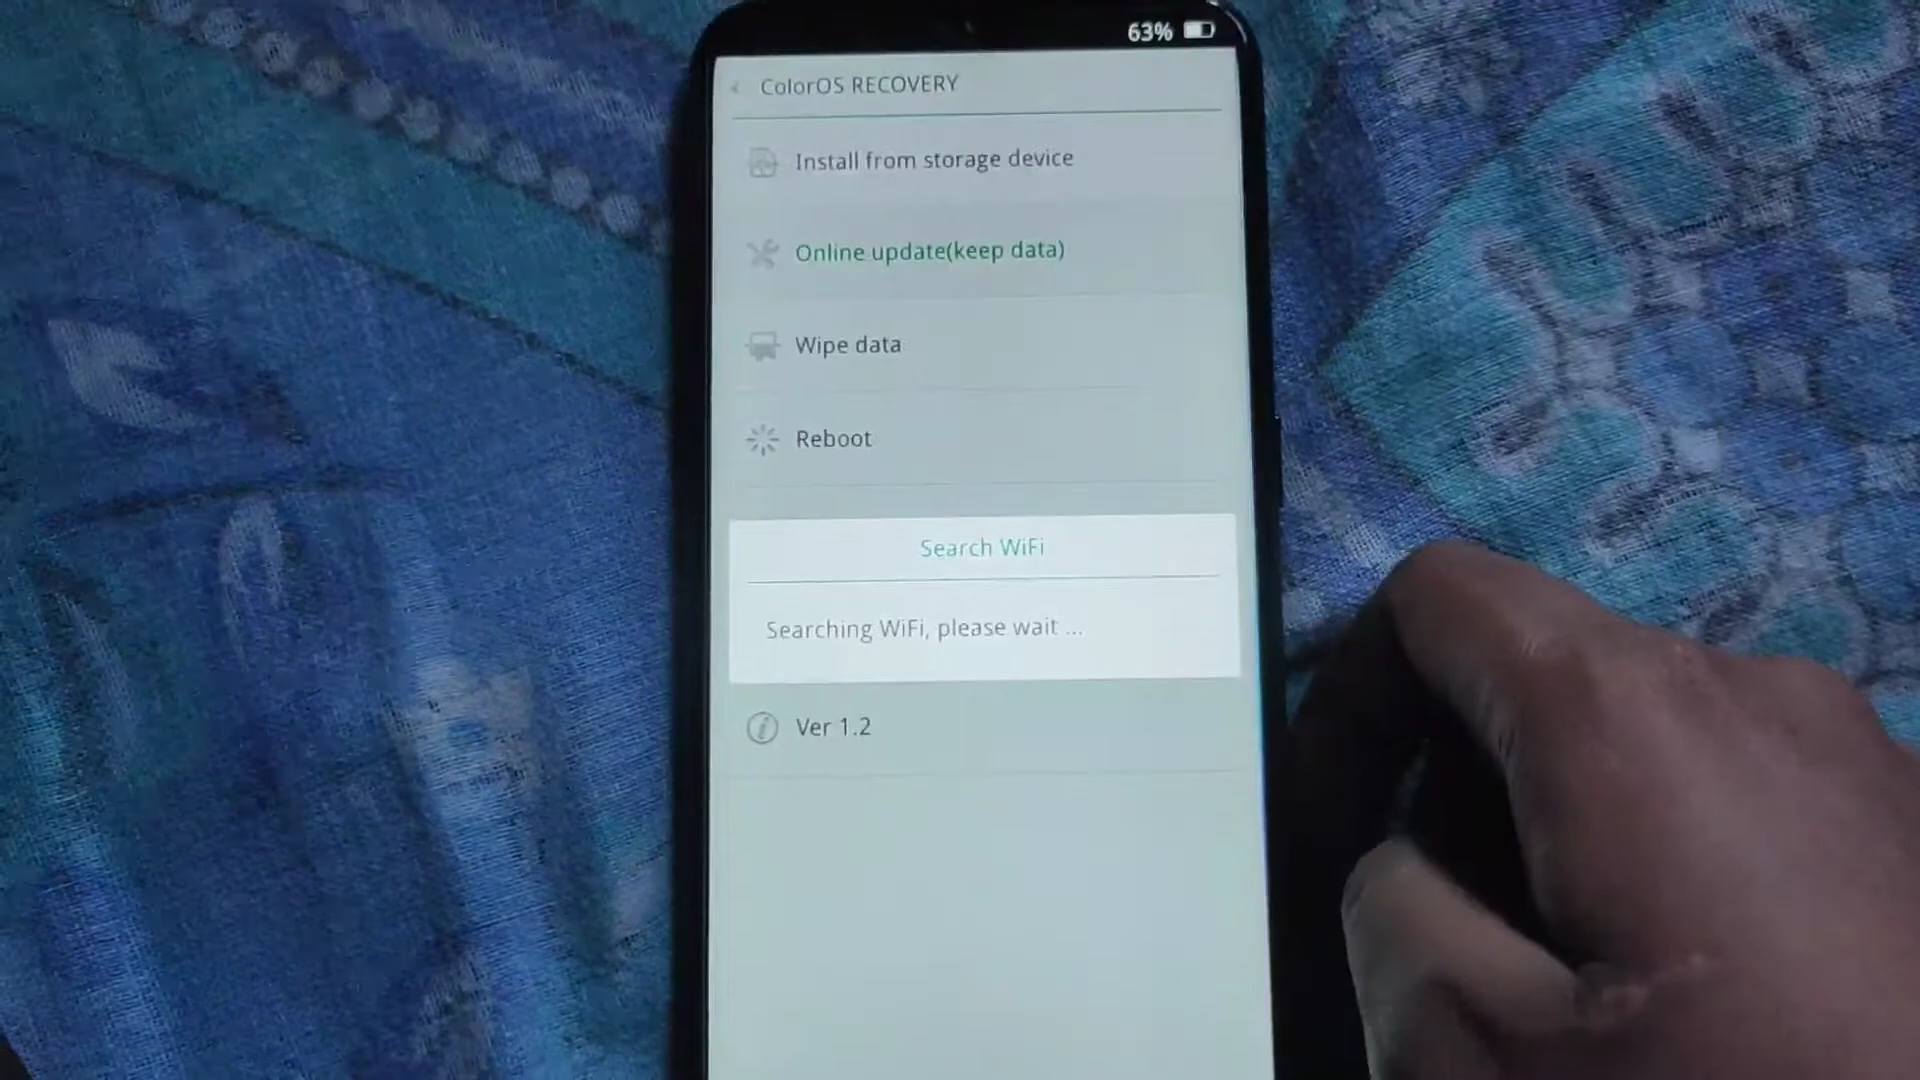 63%
ColorOS RECOVERY
Install from storage device
Online update(keep data)
Wipe data
Reboot
Search WiFi
Searching WiFi, please wait ...
Ver 1.2